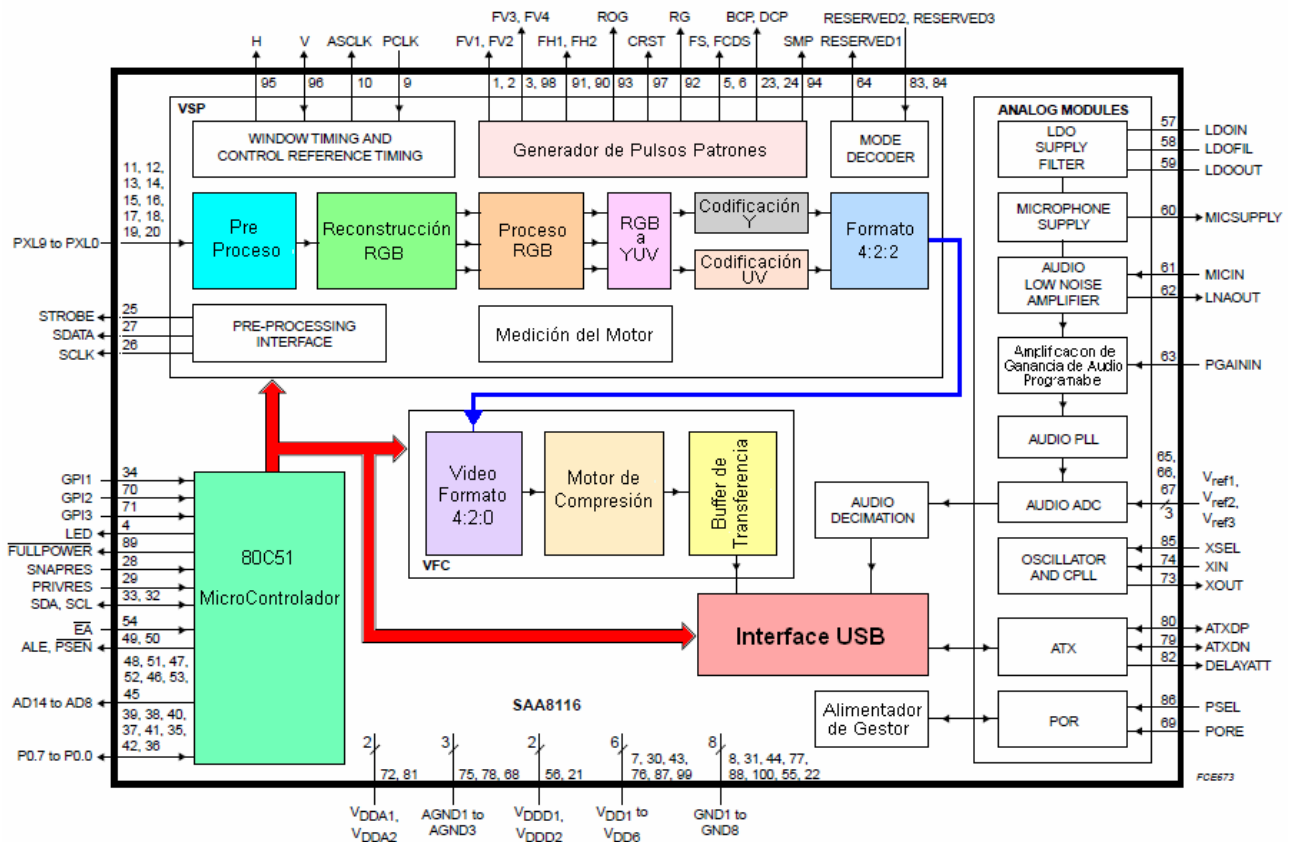 FV3, FV4
ROG
RG
BCP, DCP
RESERVED2, RESERVED3
H
V
ASCLK
PCLK
FV1, FV2
FH1, FH2
CRST
FS, FCDS
SMP
RESERVED1
95
96
10
9
1, 2
3, 98
91, 90
93
97
92
5, 6
23, 24
94
64
83, 84
VSP
WINDOW TIMING AND
CONTROL REFERENCE TIMING
Generador de Pulsos Patrones
MODE
DECODER
11, 12,
13, 14,
15, 16,
17, 18,
19, 20
PXL9 to PXL0
Pre
Proceso
Reconstrucción
RGB
Proceso
RGB
RGB
a
YUV
Codificación
Y
Codificación
UV
Formato
4:2:2
STROBE
25
SDATA
27
SCLK
26
PRE-PROCESSING
INTERFACE
Medición del Motor
ANALOG MODULES
LDO
SUPPLY
FILTER
57
LDOIN
58
LDOFIL
59
LDOOUT
MICROPHONE
SUPPLY
60
MICSUPPLY
AUDIO
LOW NOISE
AMPLIFIER
61
MICIN
62
LNAOUT
Amplificacon de
Ganancia de Audio
Programabe
63
PGAININ
AUDIO PLL
AUDIO ADC
65,
66,
67
3
Vref1,
Vref2,
Vref3
OSCILLATOR
AND CPLL
85
XSEL
74
XIN
73
XOUT
ATX
80
ATXDP
79
ATXDN
82
DELAYATT
POR
86
PSEL
69
PORE
Video
Formato
4:2:0
Motor de
Compresión
Buffer de
Transferencia
VFC
AUDIO
DECIMATION
Interface USB
Alimentador
de Gestor
GPI1
34
GPI2
70
GPI3
71
LED
4
FULLPOWER
89
SNAPRES
28
PRIVRES
29
SDA, SCL
33, 32
EA
54
ALE, PSEN
49, 50
48, 51, 47,
52, 46, 53,
45
AD14 to AD8
39, 38, 40,
37, 41, 35,
42, 36
P0.7 to P0.0
80C51
MicroControlador
SAA8116
2
72, 81
VDDA1,
VDDA2
3
75, 78, 68
AGND1 to
AGND3
2
56, 21
VDDD1,
VDDD2
6
7, 30, 43,
76, 87, 99
VDD1 to
VDD6
8
8, 31, 44, 77,
88, 100, 55, 22
GND1 to
GND8
FCE673